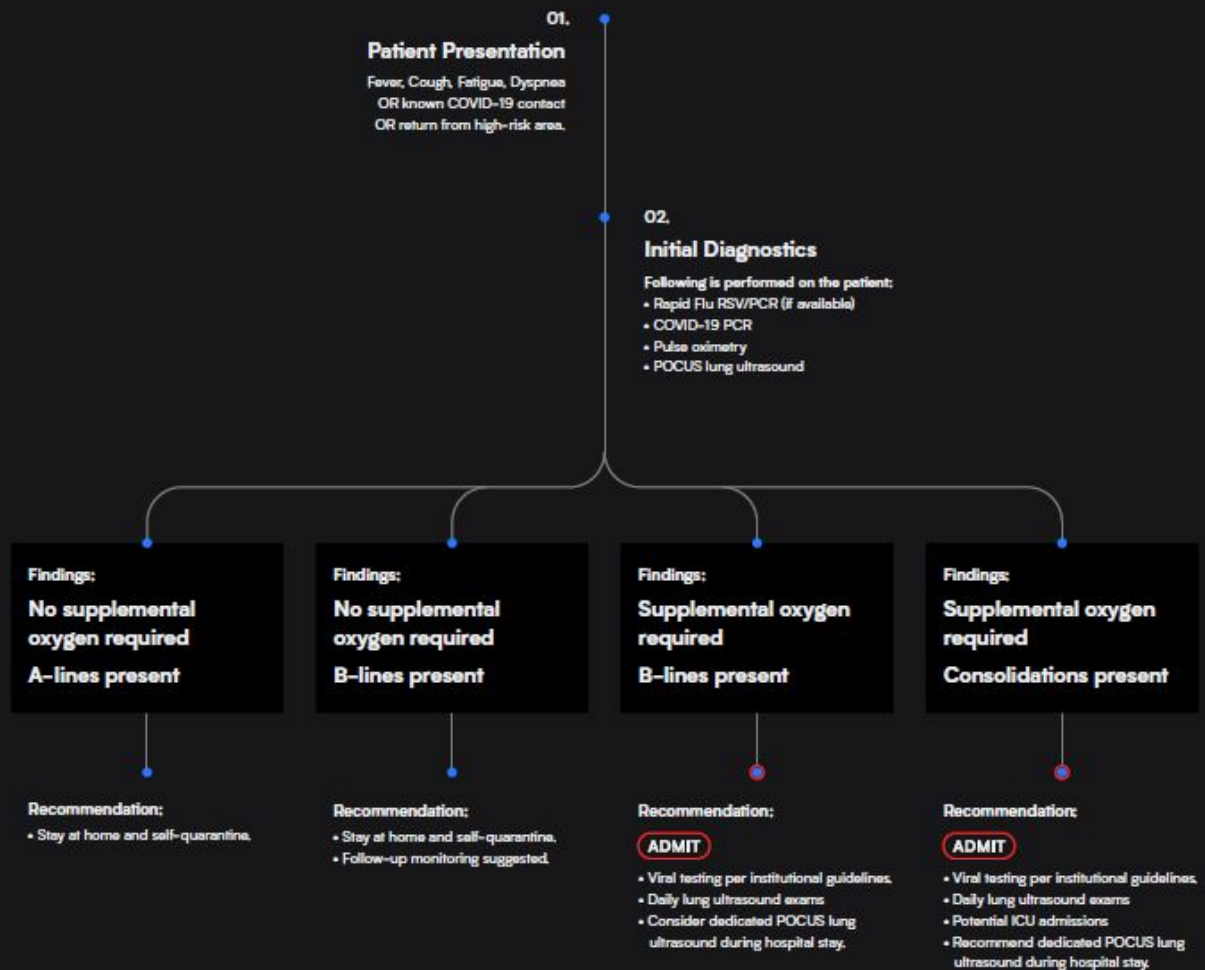 01.
Patient Presentation
Fever, Cough, Fatigue, Dyspnea
OR known COVID-19 contact
OR return from high-risk area.
02.
Initial Diagnostics
Following is performed on the patient:
• Rapid Flu RSV/PCR (if available)
• COVID-19 PCR
• Pulse oximetry
• POCUS lung ultrasound
Findings:
No supplemental
oxygen required
A-lines present
Recommendation:
• Stay at home and self-quarantine.
Findings:
No supplemental
oxygen required
B-lines present
Recommendation:
• Stay at home and self-quarantine.
• Follow-up monitoring suggested.
Findings:
Supplemental oxygen
required
B-lines present
Recommendation:
ADMIT
• Viral testing per institutional guidelines.
• Daily lung ultrasound exams
• Consider dedicated POCUS lung
ultrasound during hospital stay.
Findings:
Supplemental oxygen
required
Consolidations present
Recommendation:
ADMIT
• Viral testing per institutional guidelines.
• Daily lung ultrasound exams
• Potential ICU admissions
• Recommend dedicated POCUS lung
ultrasound during hospital stay.